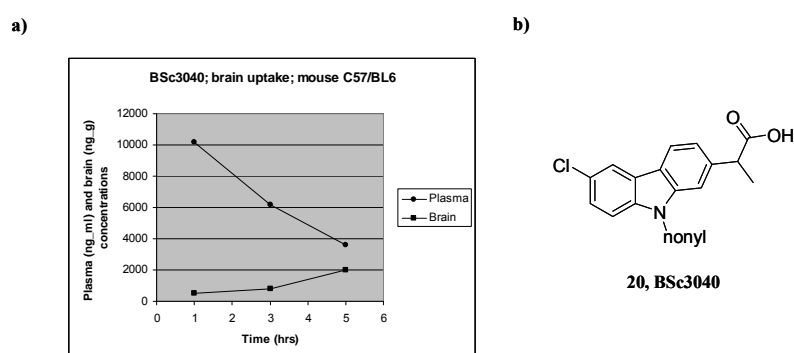 a)
b)
BSc3040; brain uptake; mouse C57/BL6
Plasma (ng_ml) and brain (ng_g)
concentrations
12000
10000
8000
6000
4000
2000
0
0 1 2 3 4 5 6
Time (hrs)
Plasma
Brain
O
OH
Cl
N
nonyl
20, BSc3040